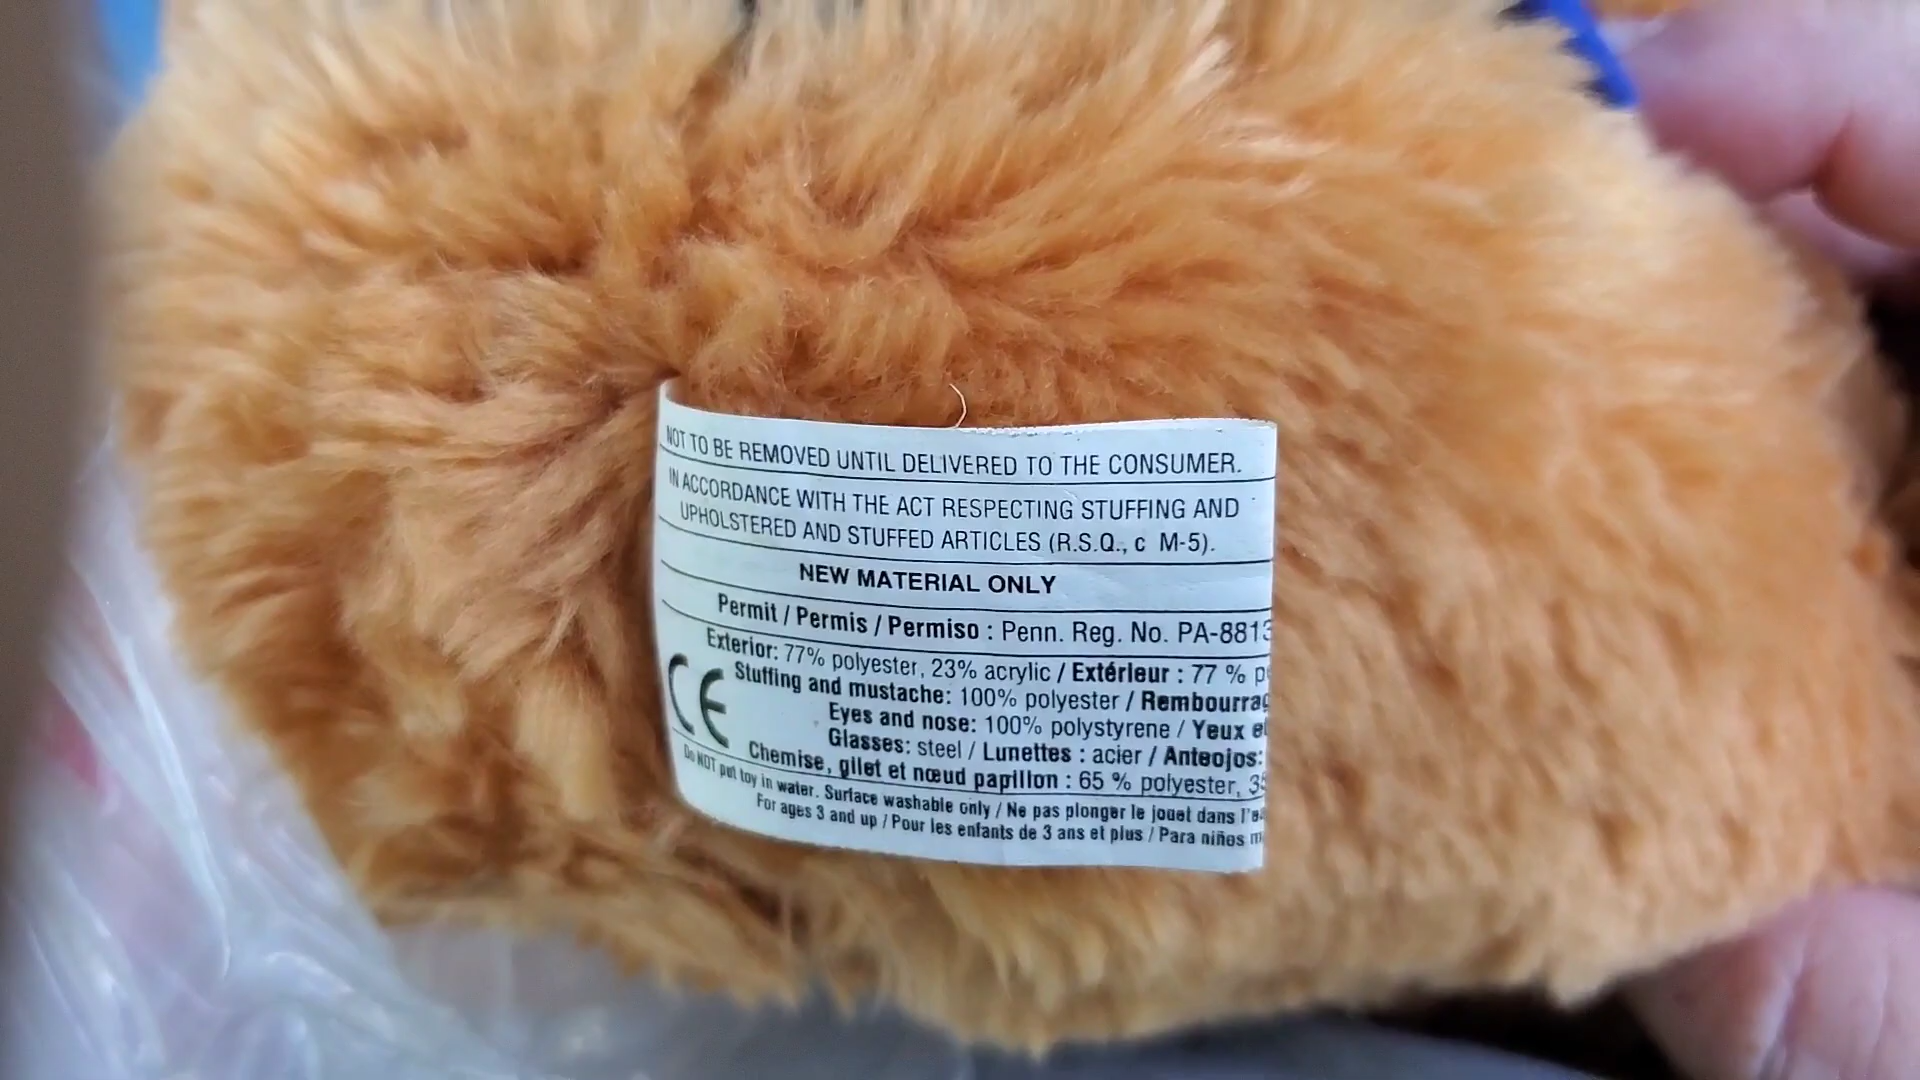 NOT TO BE REMOVED UNTIL DELIVERED TO THE CONSUMER.
IN ACCORDANCE WITH THE ACT RESPECTING STUFFING AND
UPHOLSTERED AND STUFFED ARTICLES (R.S.Q., c M-5).
NEW MATERIAL ONLY
Permit / Permis / Permiso : Penn. Reg. No. PA-8813
Exterior: 77% polyester, 23% acrylic / Extérieur : 77 %
CE
Stuffing and mustache: 100% polyester / Rembourrag
Eyes and nose: 100% polystyrene / Yeux
Glasses: steel / Lunettes : acier / Anteojos:
Chemise, gilet et nœud papillon : 65 % polyester,
Do NOT put toy in water. Surface washable only / Ne pas plonger le jouet dans
For ages 3 and up / Pour les enfants de 3 ans et plus / Para niños